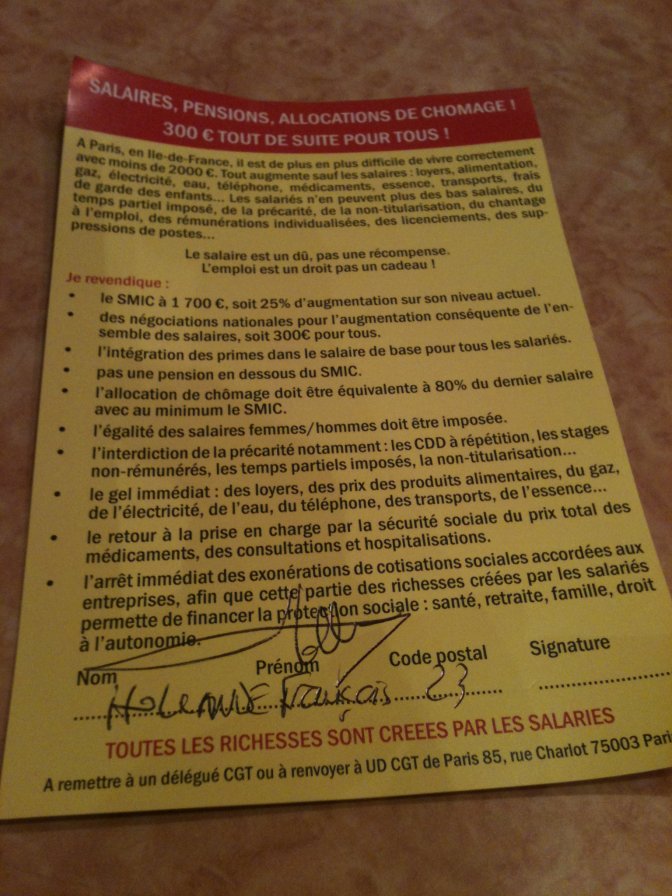 SALAIRES, PENSIONS, ALLOCATIONS DE CHOMAGE !
300 € TOUT DE SUITE POUR TOUS !
A Paris, en Ile-de-France, il est de plus en plus difficile de vivre correctement
avec moins de 2000 €. Tout augmente sauf les salaires : loyers, alimentation,
gaz, électricité, eau, téléphone, médicaments, essence, transports, frais
de garde des enfants... Les salariés n'en peuvent plus des bas salaires, du
temps partiel imposé, de la précarité, de la non-titularisation, du chantage
à l'emploi, des rémunérations individualisées, des licenciements, des sup-
pressions de postes...
Le salaire est un dû, pas une récompense.
L'emploi est un droit pas un cadeau !
Je revendique :
• le SMIC à 1 700 €, soit 25% d'augmentation sur son niveau actuel.
• des négociations nationales pour l'augmentation conséquente de l'en-
semble des salaires, soit 300€ pour tous.
• l'intégration des primes dans le salaire de base pour tous les salariés.
• pas une pension en dessous du SMIC.
• l'allocation de chômage doit être équivalente à 80% du dernier salaire
avec au minimum le SMIC.
• l'égalité des salaires femmes/hommes doit être imposée.
• l'interdiction de la précarité notamment : les CDD à répétition, les stages
non-rémunérés, les temps partiels imposés, la non-titularisation...
• le gel immédiat : des loyers, des prix des produits alimentaires, du gaz,
de l'électricité, de l'eau, du téléphone, des transports, de l'essence...
• le retour à la prise en charge par la sécurité sociale du prix total des
médicaments, des consultations et hospitalisations.
• l'arrêt immédiat des exonérations de cotisations sociales accordées aux
entreprises, afin que cette partie des richesses créées par les salariés
permette de financer la protection sociale : santé, retraite, famille, droit
à l'autonomie.
Nom Prénom Code postal Signature
HOLLANDE François 23
TOUTES LES RICHESSES SONT CREEES PAR LES SALARIES
A remettre à un délégué CGT ou à renvoyer à UD CGT de Paris 85, rue Charlot 75003 Paris